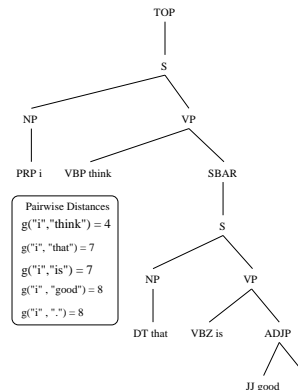 TOP
S
NP VP
PRP i VBP think SBAR
Pairwise Distances
g("i","think") = 4
g("i", "that") = 7
g("i","is") = 7
g("i" , "good") = 8
g("i" , ".") = 8
S
NP VP
DT that VBZ is ADJP
JJ good